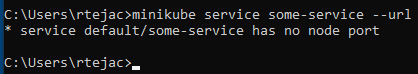 C:\Users\rtejac>minikube service some-service --url
* service default/some-service has no node port
C:\Users\rtejac>